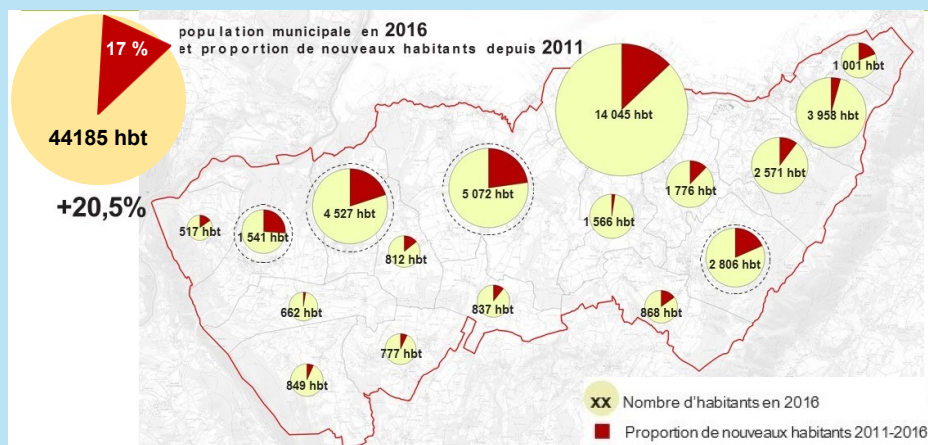 population municipale en 2016
et proportion de nouveaux habitants depuis 2011
17 %
44185 hbt
+20,5%
1 001 hbt
3 958 hbt
14 045 hbt
2 571 hbt
1 776 hbt
5 072 hbt
4 527 hbt
1 566 hbt
517 hbt
1 541 hbt
812 hbt
2 806 hbt
662 hbt
837 hbt
868 hbt
777 hbt
849 hbt
xx Nombre d'habitants en 2016
Proportion de nouveaux habitants 2011-2016